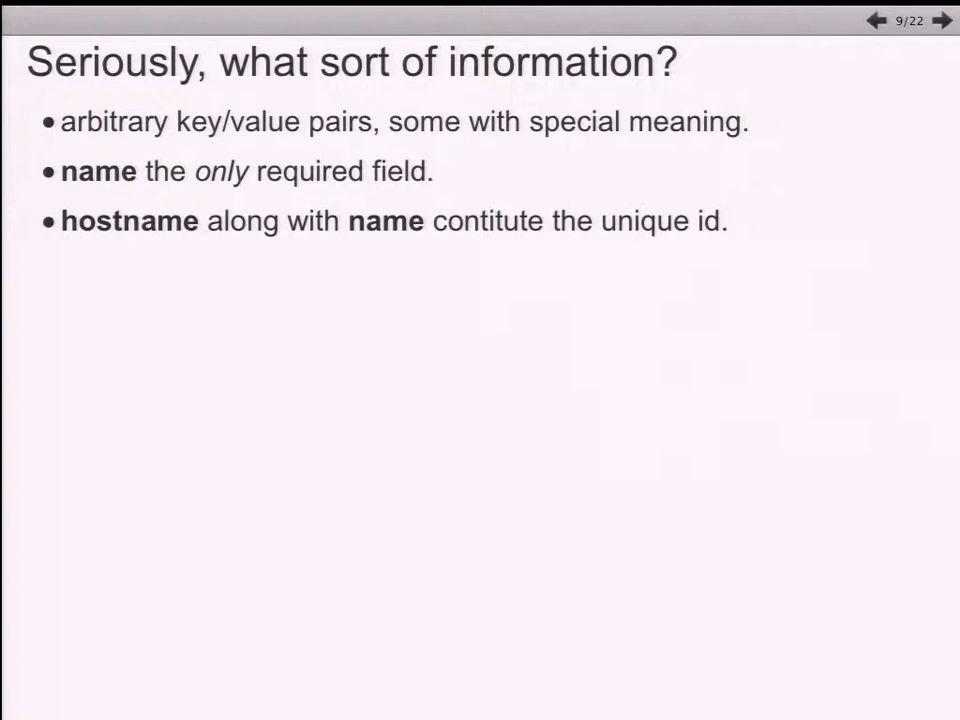 9/22
Seriously, what sort of information?
• arbitrary key/value pairs, some with special meaning.
• name the only required field.
• hostname along with name contitute the unique id.